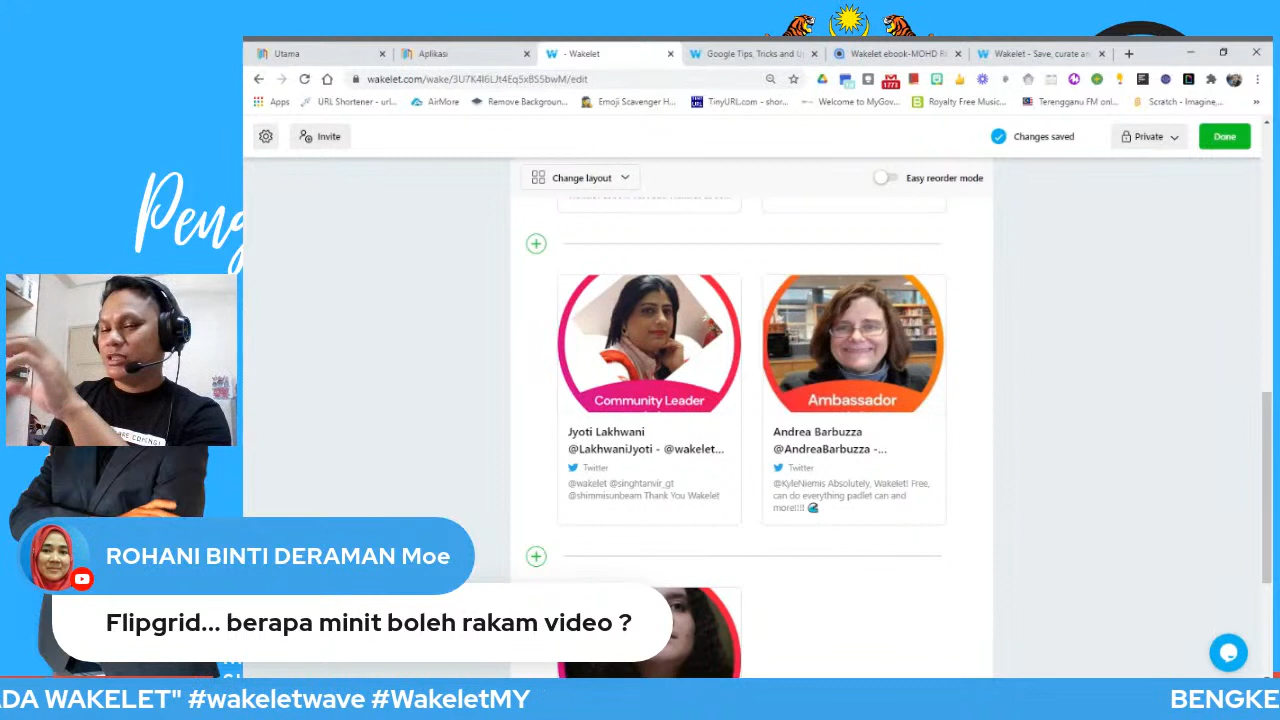 Utama
Aplikasi
- Wakelet
Google Tips, Tricks and U
Wakelet ebook-MOHD R
Wakelet - Save, curate an
wakelet.com/wake/3U7K4I6LJt4Eq5xBS5bwM/edit
1773
Apps
URL Shortener - url...
AirMore
Remove Backgroun...
Emoji Scavenger H...
TinyURL.com - shor...
Welcome to MyGov...
Royalty Free Music...
Terengganu FM onl...
Scratch - Imagine,...
Invite
Changes saved
Private
Done
Change layout
Easy reorder mode
Peng
Community Leader
Ambassador
Jyoti Lakhwani
@LakhwaniJyoti - @wakelet...
Twitter
@wakelet @singhtanvir_gt
@shimmisunbeam Thank You Wakelet
Andrea Barbuzza
@AndreaBarbuzza -...
Twitter
@KyleNiemis Absolutely, Wakelet! Free,
can do everything padlet can and
more!!!!
ROHANI BINTI DERAMAN Moe
Flipgrid... berapa minit boleh rakam video ?
ADA WAKELET" #wakeletwave #WakeletMY
BENGKE